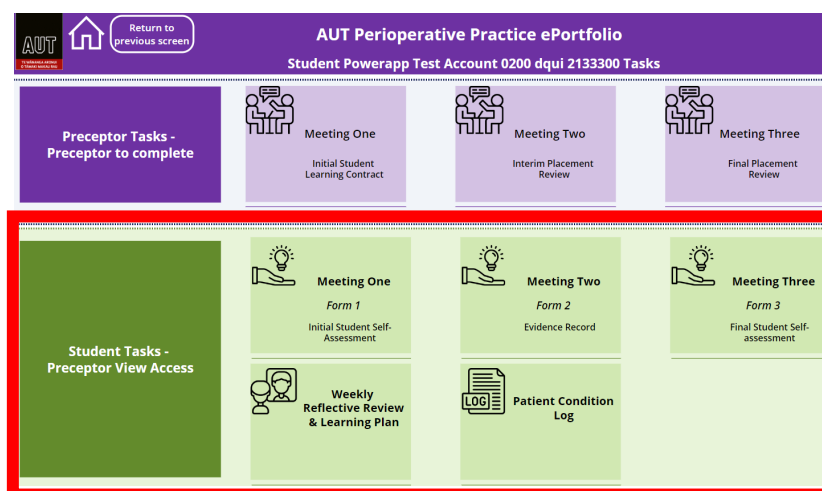 AUT
Return to
previous screen
AUT Perioperative Practice ePortfolio
Student Powerapp Test Account 0200 dqui 2133300 Tasks
Preceptor Tasks -
Preceptor to complete
Meeting One
Initial Student
Learning Contract
Meeting Two
Interim Placement
Review
Meeting Three
Final Placement
Review
Student Tasks -
Preceptor View Access
Meeting One
Form 1
Initial Student Self-
Assessment
Meeting Two
Form 2
Evidence Record
Meeting Three
Form 3
Final Student Self-
assessment
Weekly
Reflective Review
& Learning Plan
LOG
Patient Condition
Log